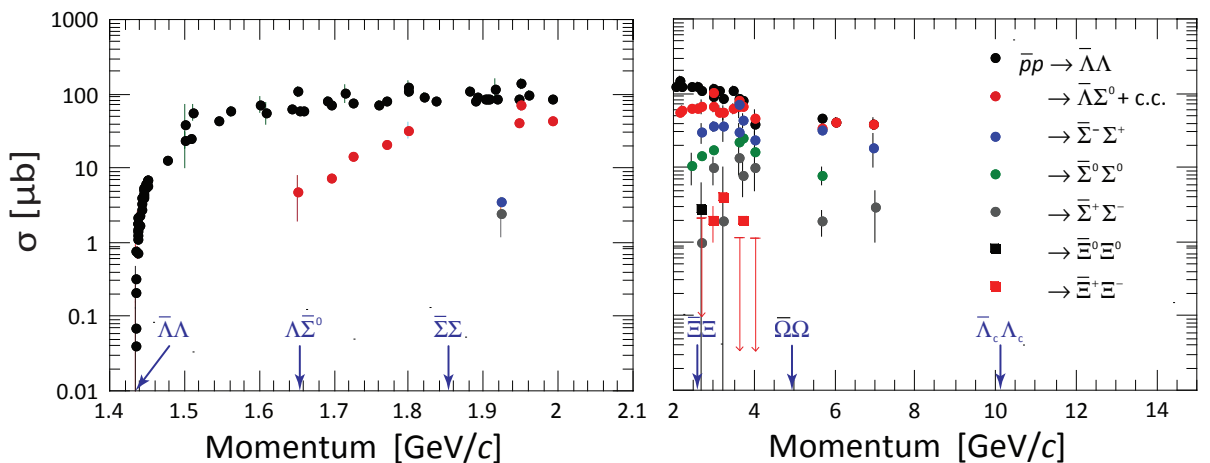 1000
100
10
1
0.1
0.01
σ [μb]
Λ̄Λ
ΛΣ̄⁰
Σ̄Σ
1.4 1.5 1.6 1.7 1.8 1.9 2.0 2.1
Momentum [GeV/c]
p̄p → Λ̄Λ
→ Λ̄Σ⁰ + c.c.
→ Σ̄⁻Σ⁺
→ Σ̄⁰Σ⁰
→ Σ̄⁺Σ⁻
→ Ξ̄⁰Ξ⁰
→ Ξ̄⁺Ξ⁻
Ξ̄Ξ
Ω̄Ω
Λ̄c Λc
2 4 6 8 10 12 14
Momentum [GeV/c]